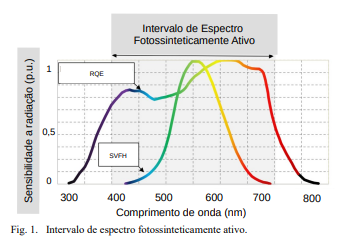 Intervalo de Espectro
Fotossinteticamente Ativo
Sensibilidade a radiação (p.u.)
1
0,5
0
RQE
SVFH
300 400 500 600 700 800
Comprimento de onda (nm)
Fig. 1. Intervalo de espectro fotossinteticamente ativo.